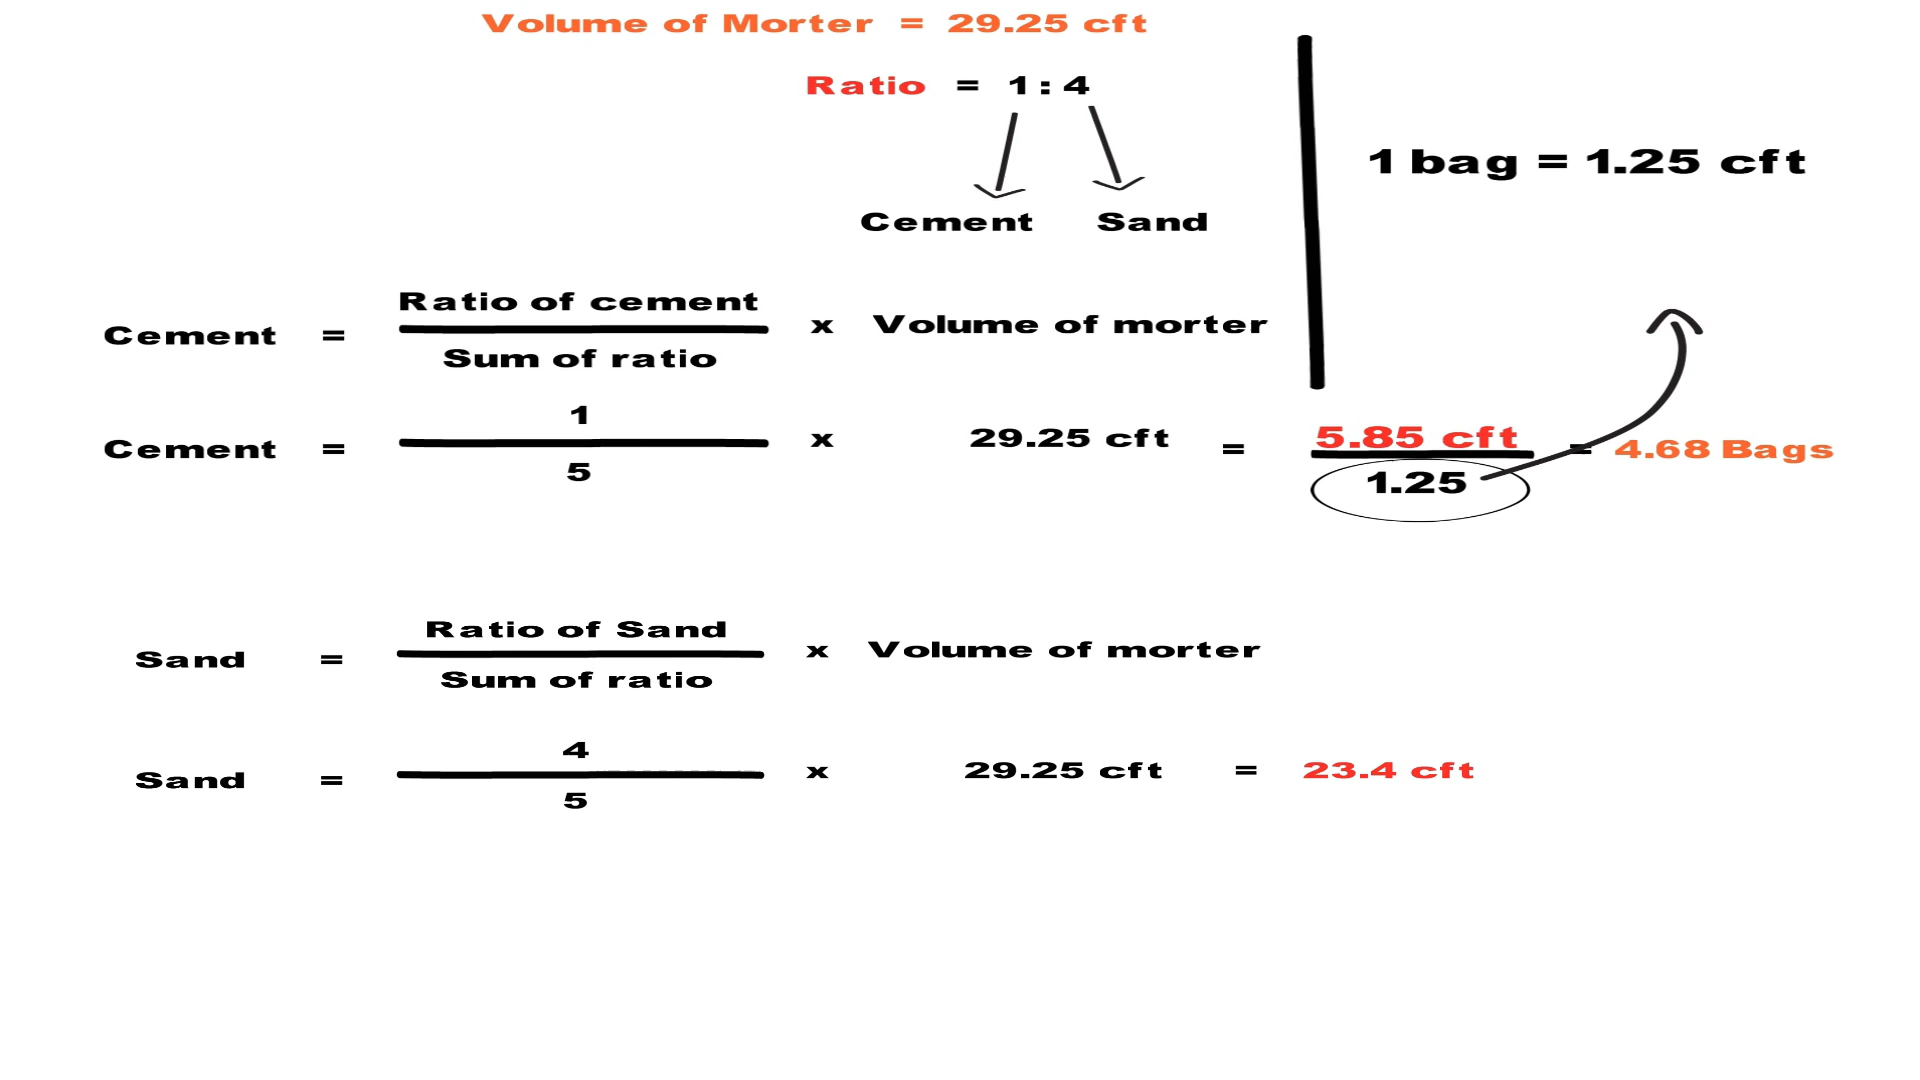 Volume of Morter = 29.25 cft
Ratio = 1 : 4
1 bag = 1.25 cft
Cement Sand
Ratio of cement
Cement = x Volume of morter
Sum of ratio
1
Cement = x 29.25 cft = 5.85 cft = 4.68 Bags
5 1.25
Ratio of Sand
Sand = x Volume of morter
Sum of ratio
4
Sand = x 29.25 cft = 23.4 cft
5